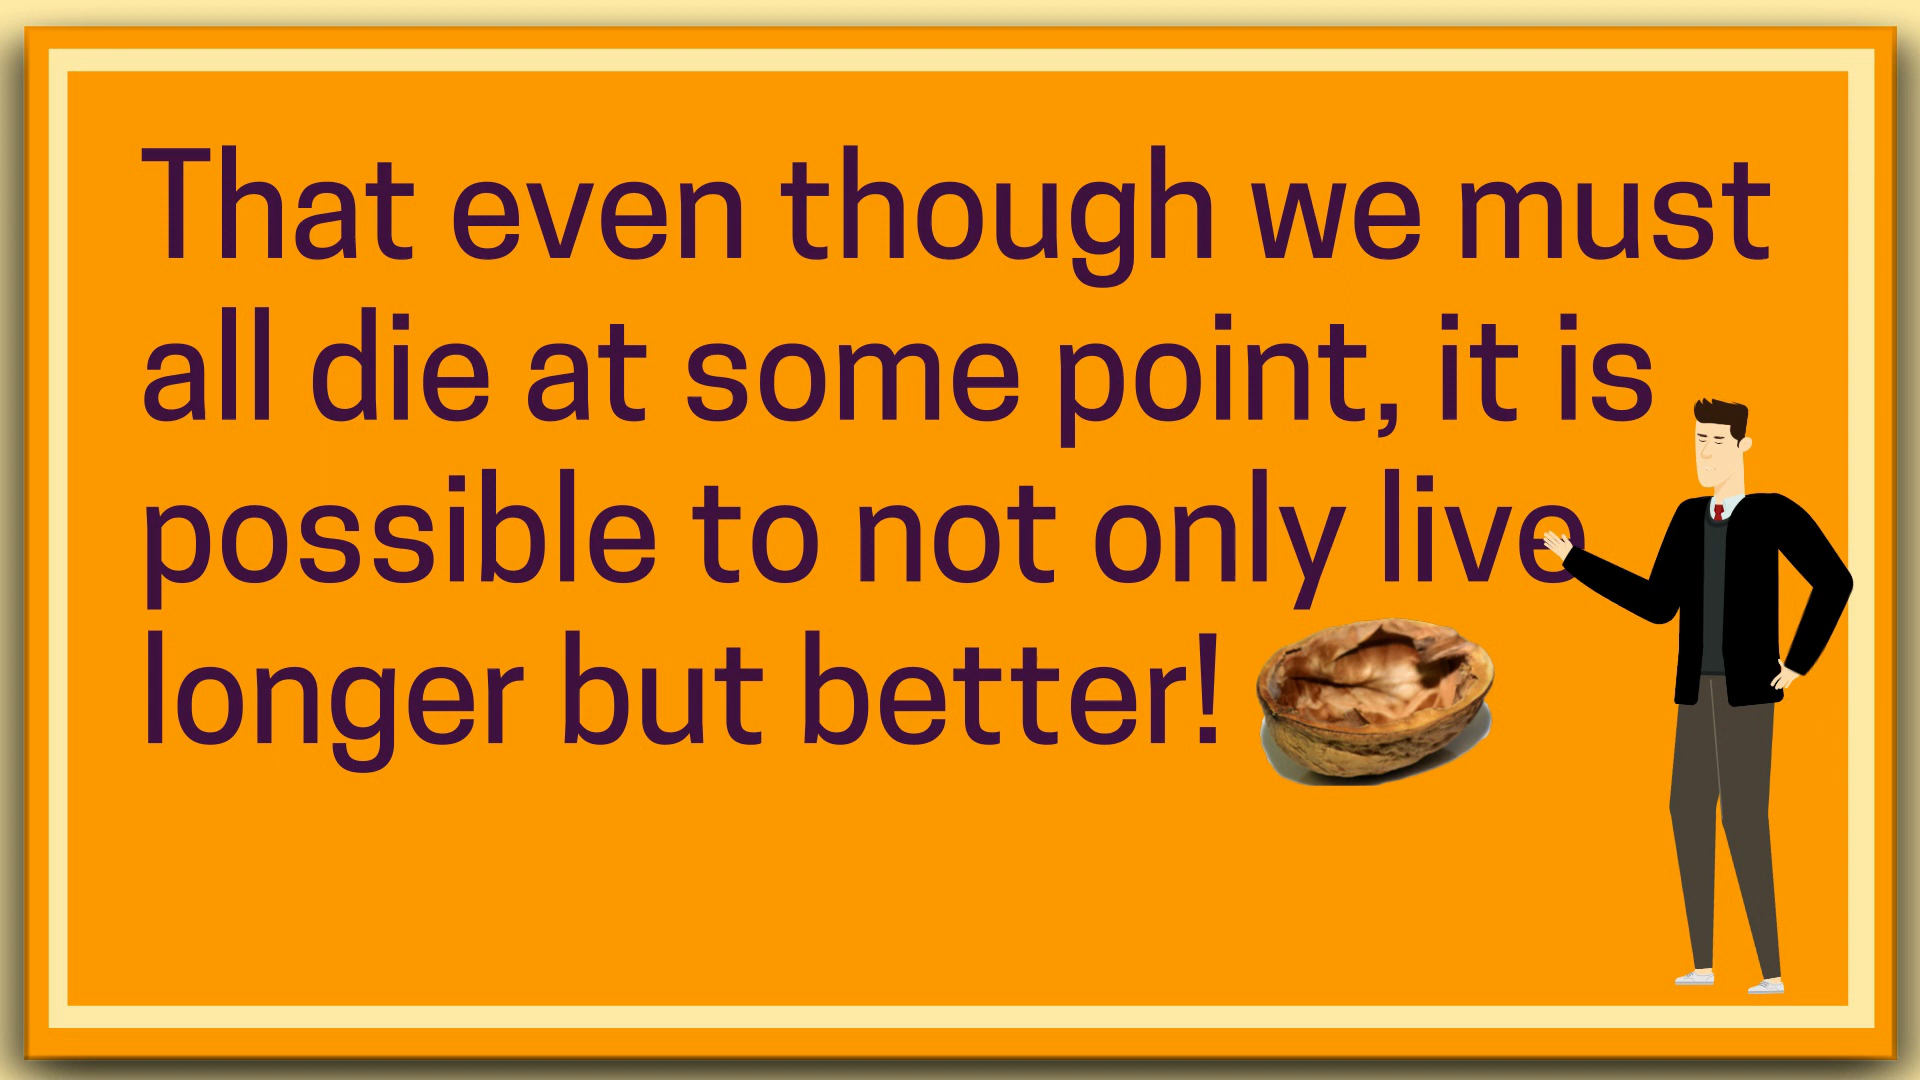 That even though we must
all die at some point, it is
possible to not only live
longer but better!